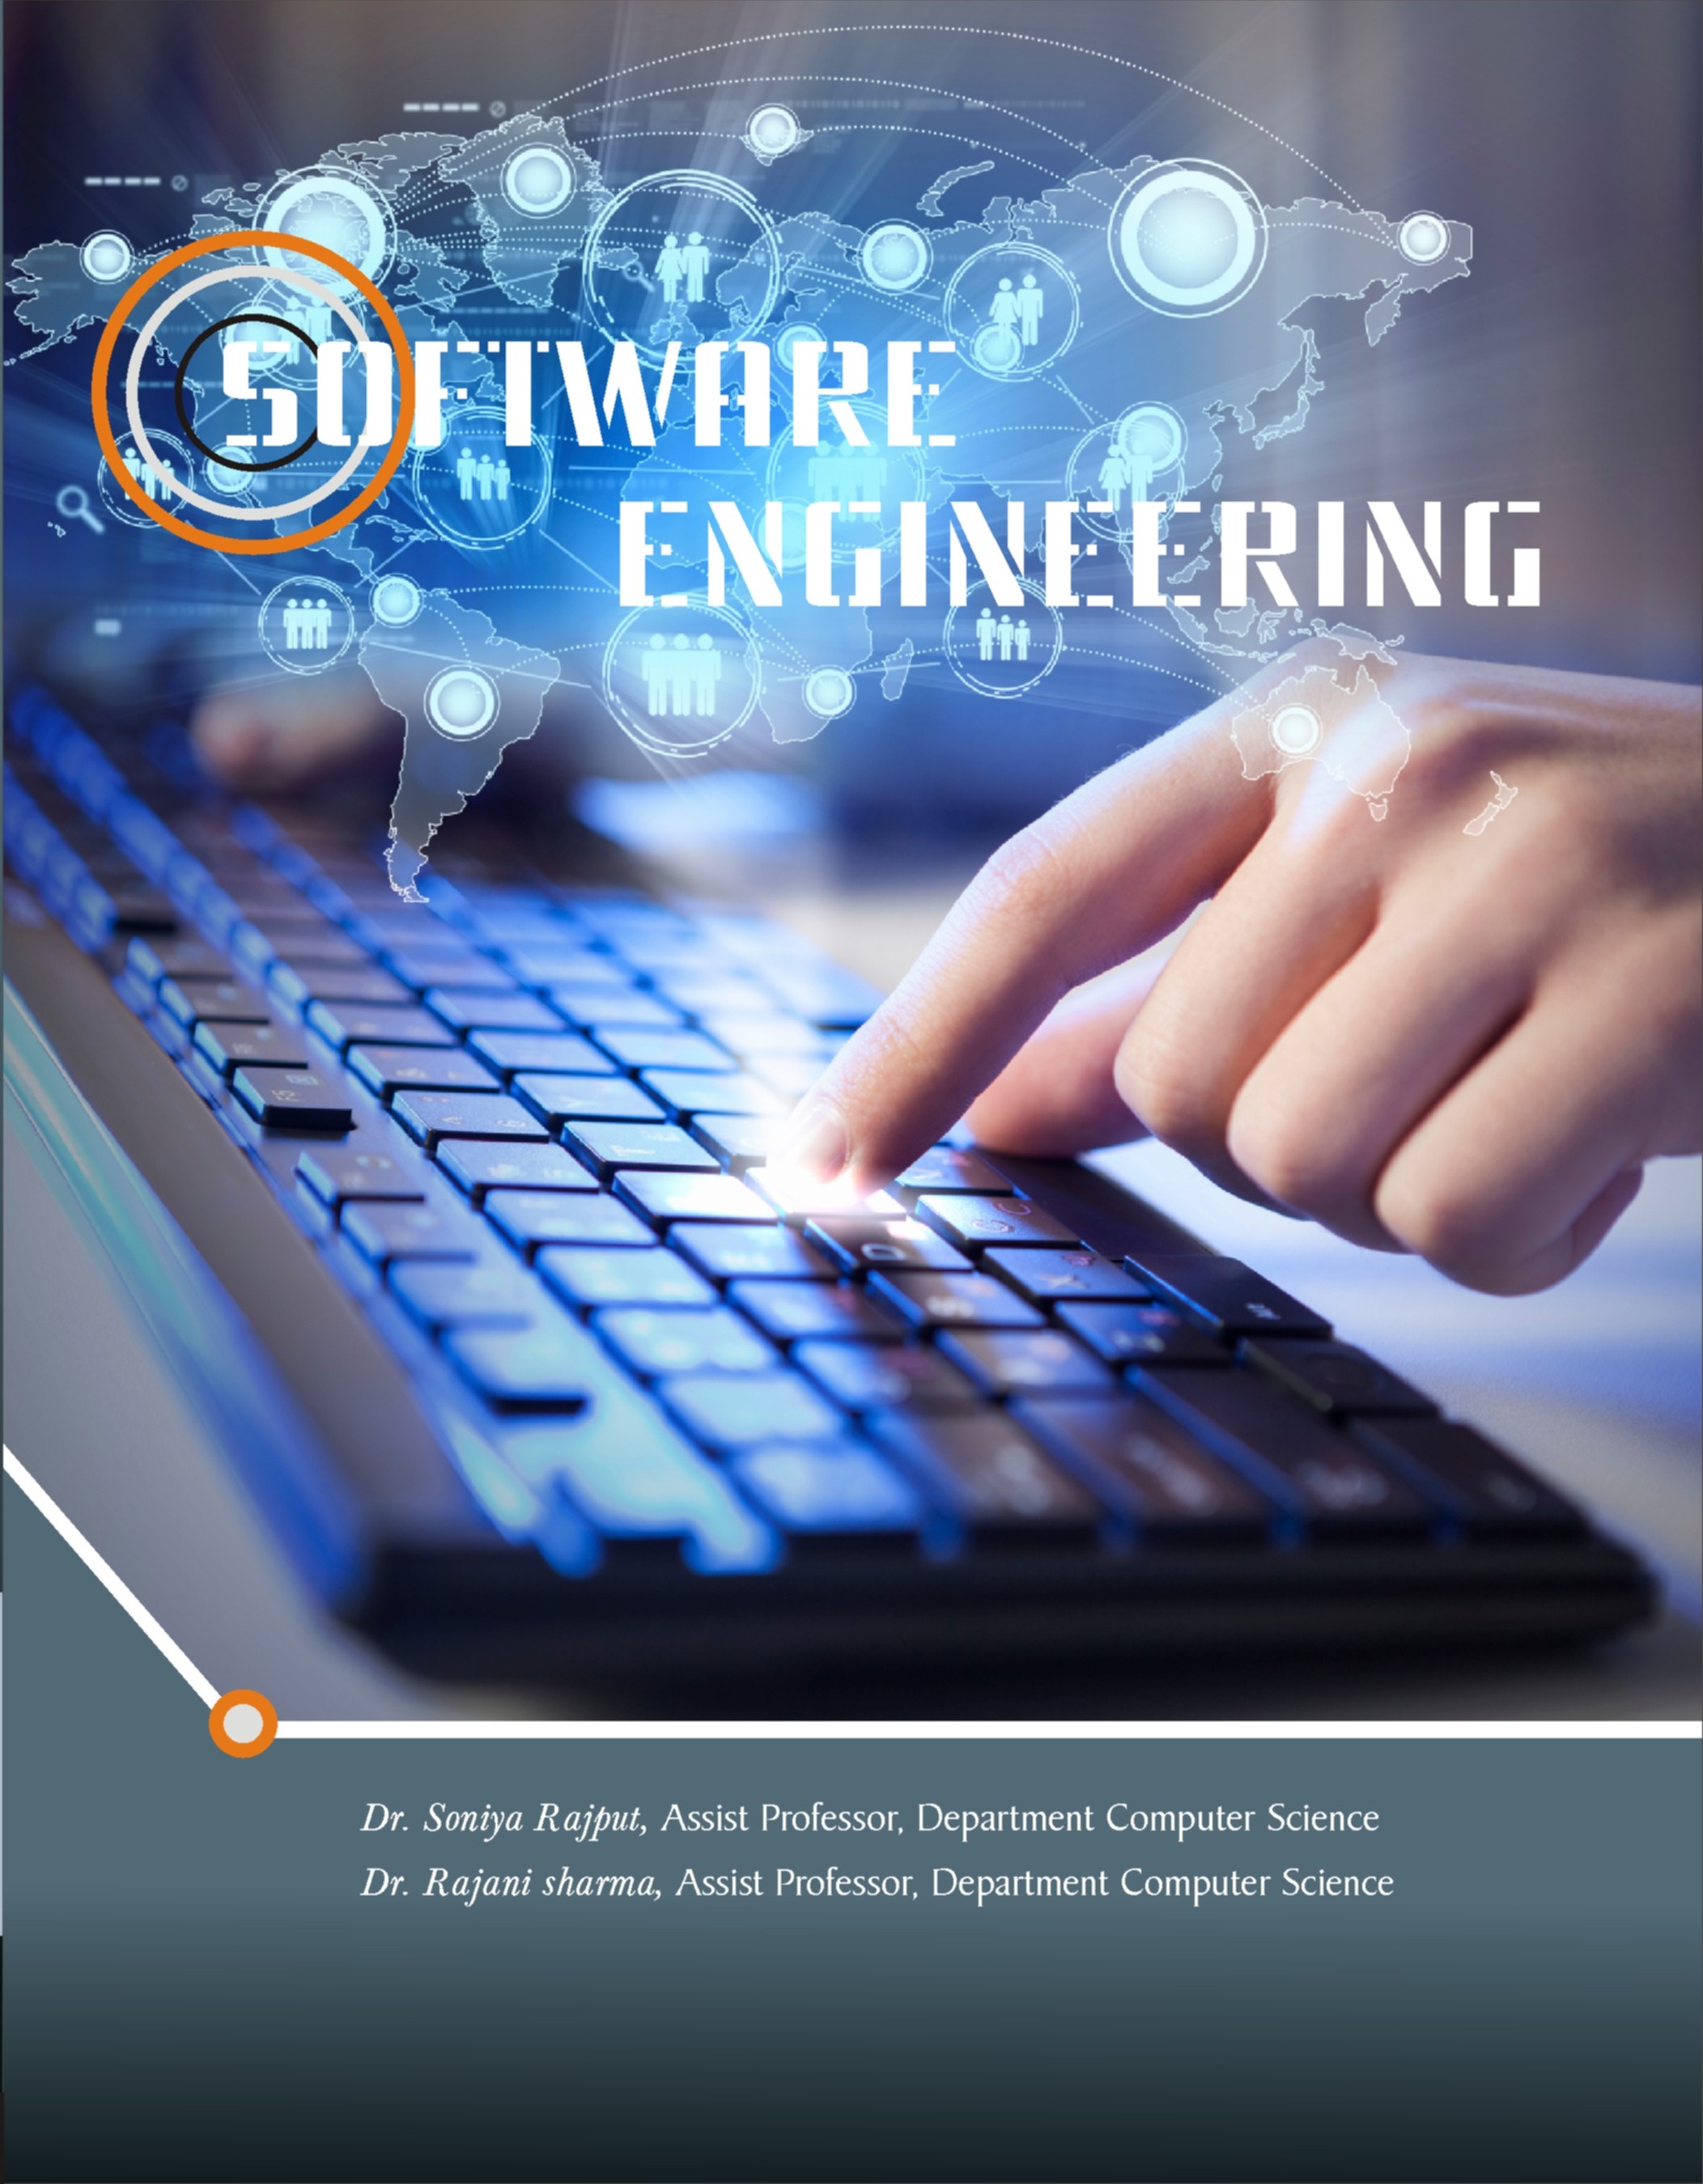 SOFTWARE
ENGINEERING
Dr. Soniya Rajput, Assist Professor, Department Computer Science
Dr. Rajani sharma, Assist Professor, Department Computer Science